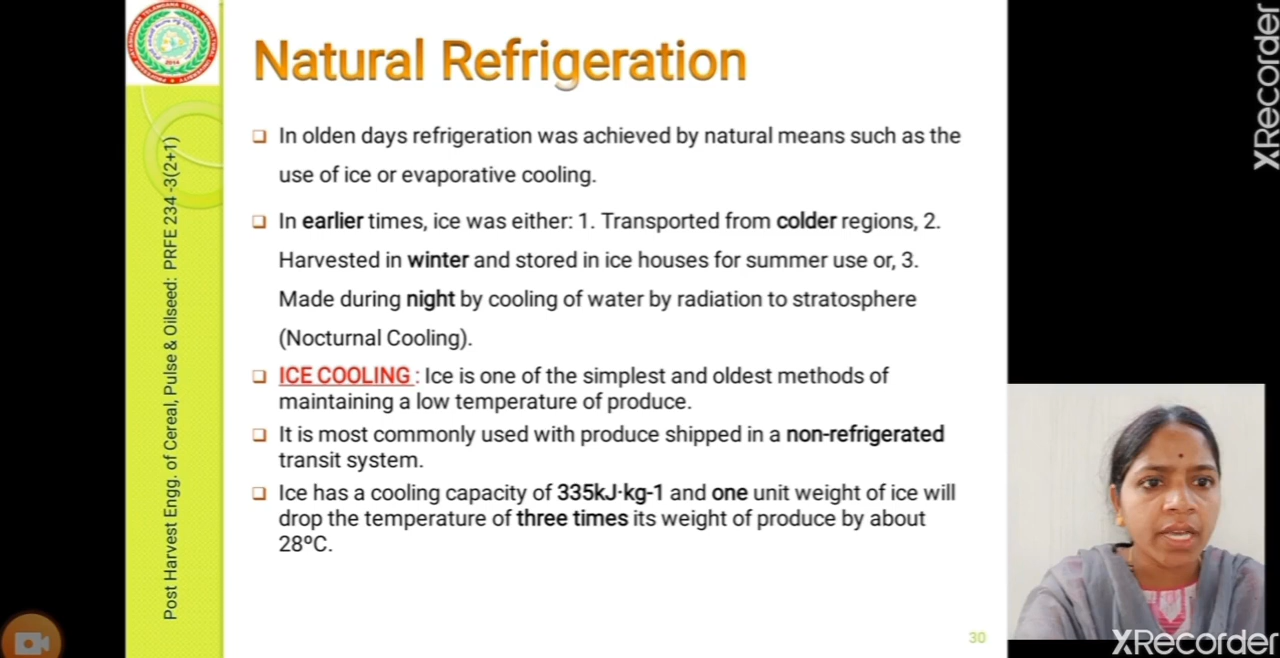 Natural Refrigeration
❑ In olden days refrigeration was achieved by natural means such as the
use of ice or evaporative cooling.
❑ In earlier times, ice was either: 1. Transported from colder regions, 2.
Harvested in winter and stored in ice houses for summer use or, 3.
Made during night by cooling of water by radiation to stratosphere
(Nocturnal Cooling).
❑ ICE COOLING : Ice is one of the simplest and oldest methods of
maintaining a low temperature of produce.
❑ It is most commonly used with produce shipped in a non-refrigerated
transit system.
❑ Ice has a cooling capacity of 335kJ·kg-1 and one unit weight of ice will
drop the temperature of three times its weight of produce by about
28ºC.
30
Post Harvest Engg. of Cereal, Pulse & Oilseed: PRFE 234 -3(2+1)
2014
XRecorder
XRecorder